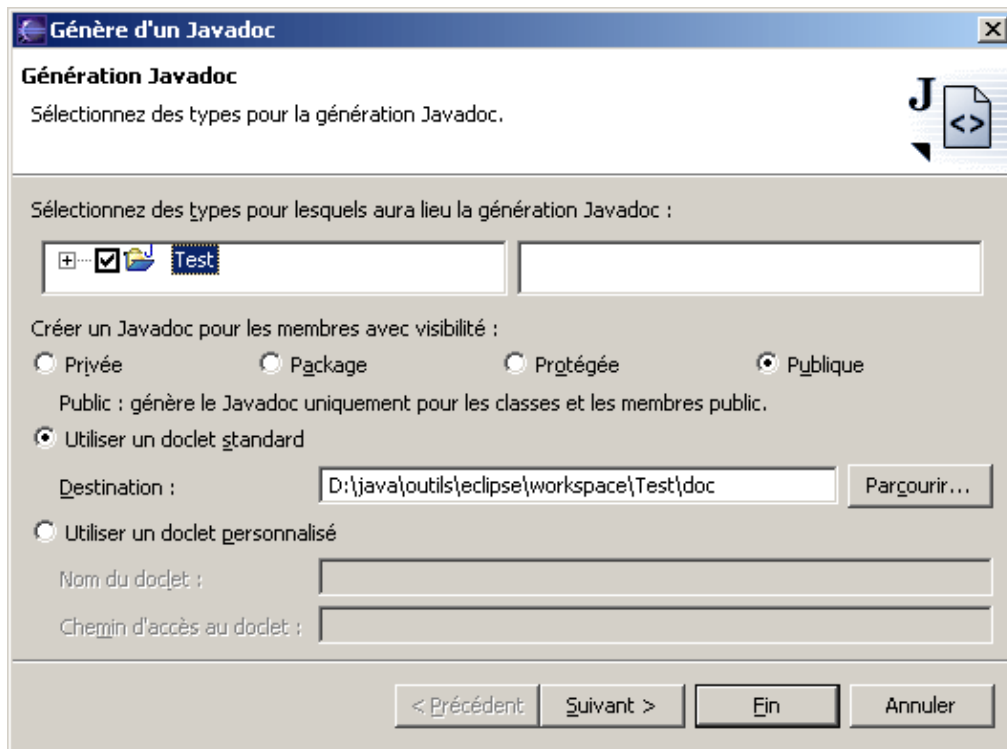 Génère d'un Javadoc
Génération Javadoc
Sélectionnez des types pour la génération Javadoc.
J
<>
Sélectionnez des types pour lesquels aura lieu la génération Javadoc :
Test
Créer un Javadoc pour les membres avec visibilité :
Privée Package Protégée Publique
Public : génère le Javadoc uniquement pour les classes et les membres public.
Utiliser un doclet standard
Destination : D:\java\outils\eclipse\workspace\Test\doc Parcourir...
Utiliser un doclet personnalisé
Nom du doclet :
Chemin d'accès au doclet :
< Précédent Suivant > Fin Annuler